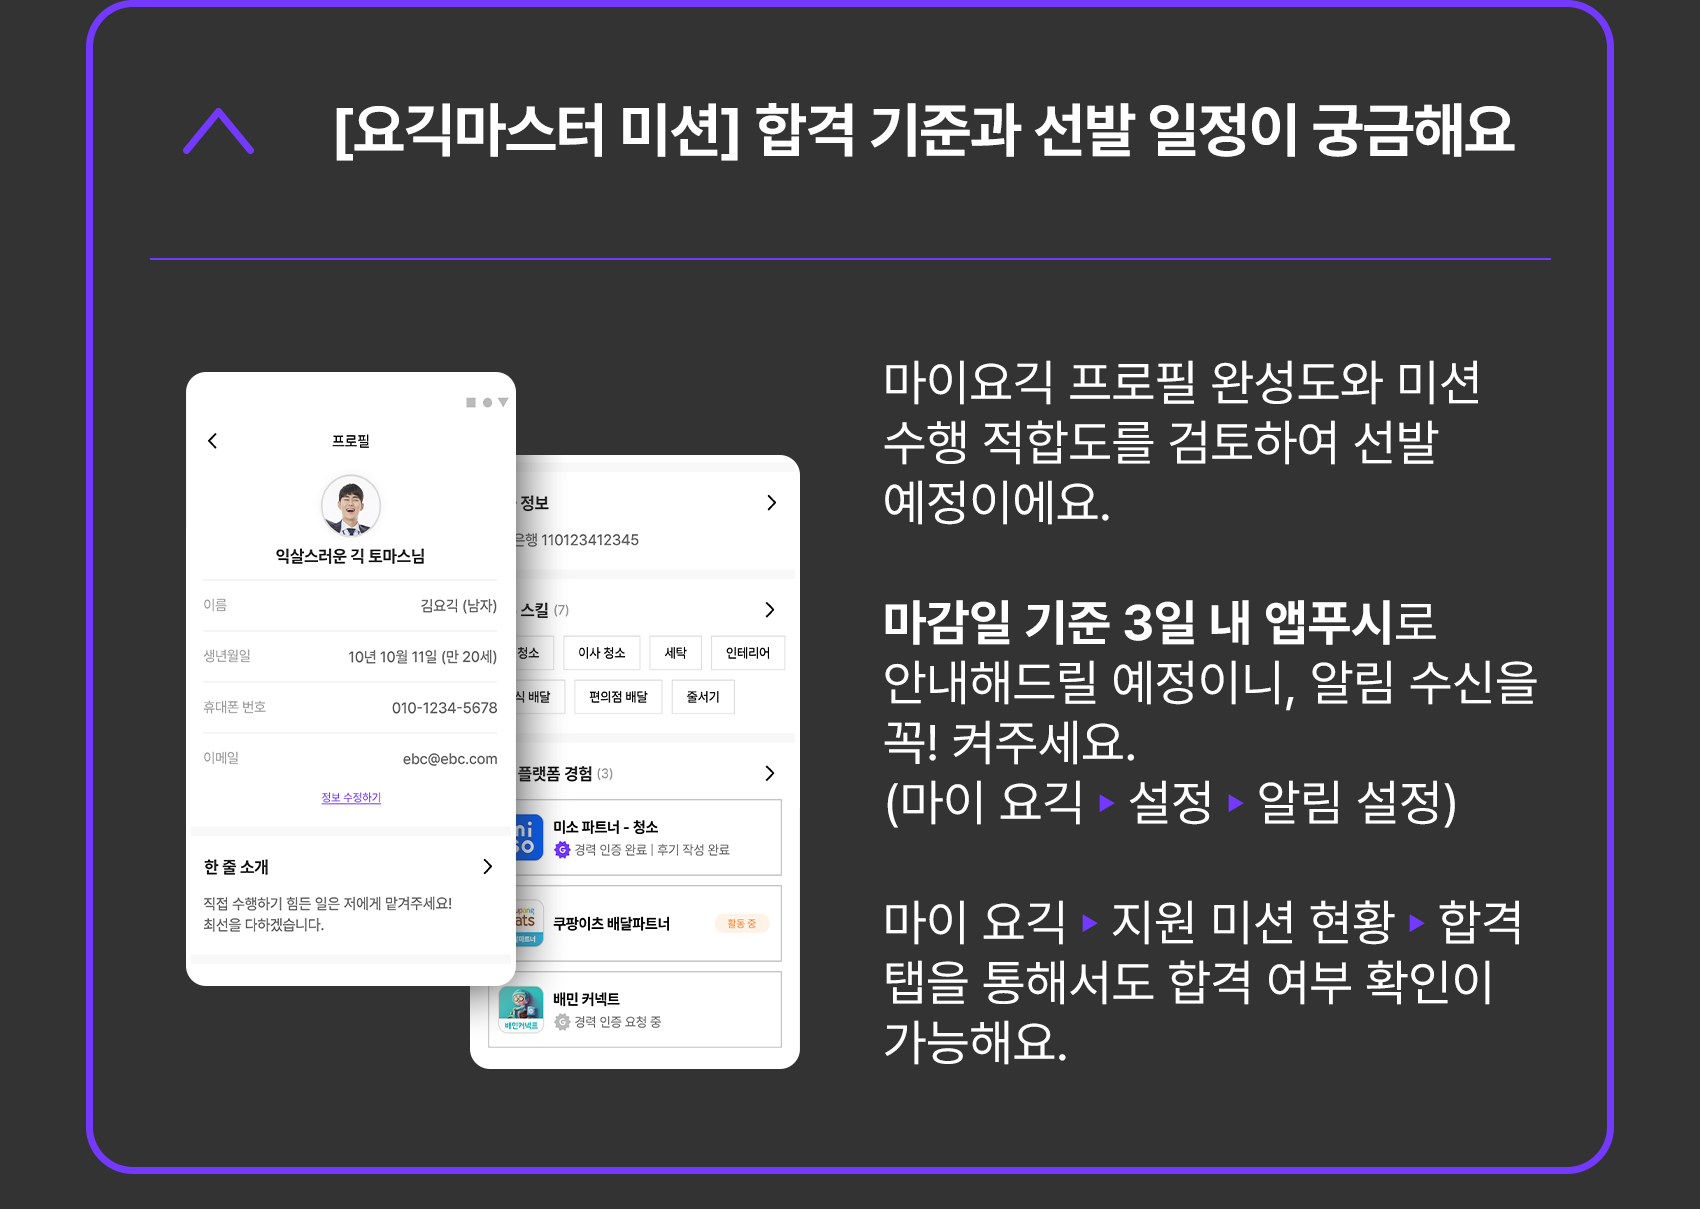 [요긱마스터 미션] 합격 기준과 선발 일정이 궁금해요
프로필
익살스러운 긱 토마스님
이름
김요긱 (남자)
생년월일
10년 10월 11일 (만 20세)
휴대폰 번호
010-1234-5678
이메일
ebc@ebc.com
정보 수정하기
한 줄 소개
직접 수행하기 힘든 일은 저에게 맡겨주세요!
최선을 다하겠습니다.
정보
은행 110123412345
스킬 (7)
청소
이사 청소
세탁
인테리어
식 배달
편의점 배달
줄서기
플랫폼 경험 (3)
미소 파트너 - 청소
경력 인증 완료 | 후기 작성 완료
쿠팡이츠 배달파트너
활동 중
배민커넥트
배민 커넥트
경력 인증 요청 중
마이요긱 프로필 완성도와 미션
수행 적합도를 검토하여 선발
예정이에요.
마감일 기준 3일 내 앱푸시로
안내해드릴 예정이니, 알림 수신을
꼭! 켜주세요.
(마이 요긱 ▶ 설정 ▶ 알림 설정)
마이 요긱 ▶ 지원 미션 현황 ▶ 합격
탭을 통해서도 합격 여부 확인이
가능해요.